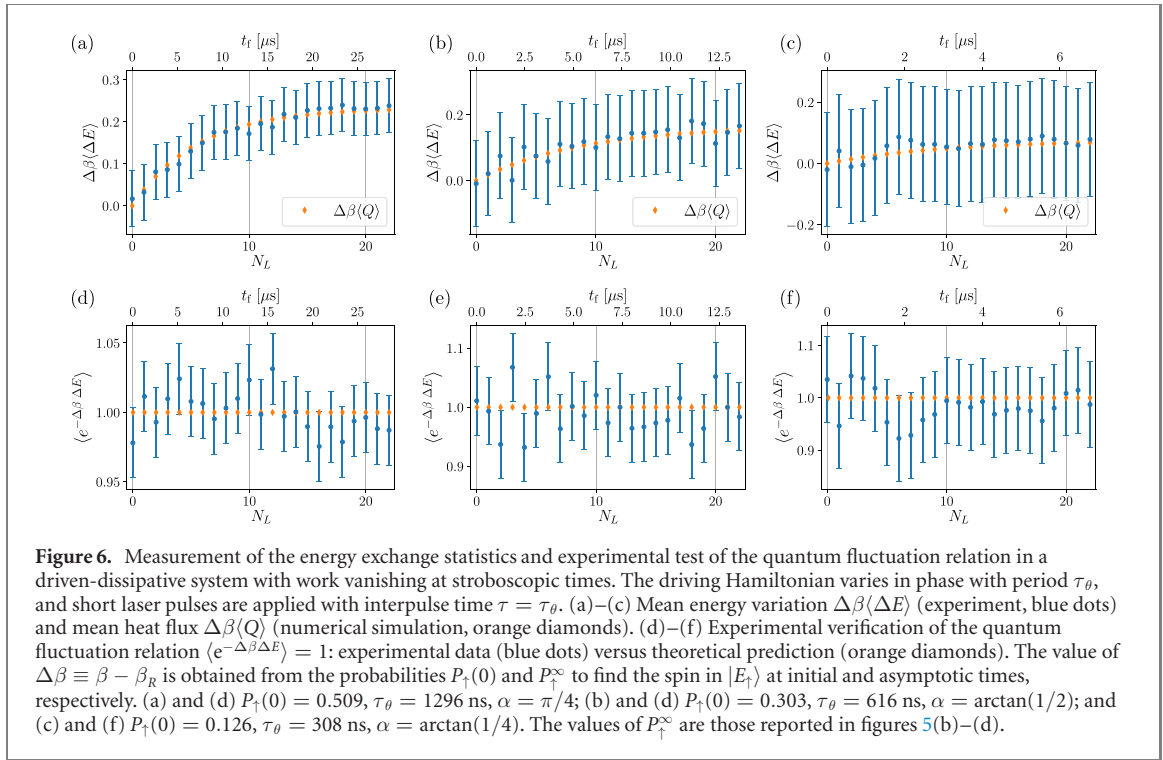 (a)
t_f [μs]
0 5 10 15 20 25
0.3
0.2
0.1
0.0
Δβ⟨ΔE⟩
Δβ⟨Q⟩
0 10 20
N_L
(b)
t_f [μs]
0.0 2.5 5.0 7.5 10.0 12.5
0.2
0.0
Δβ⟨ΔE⟩
Δβ⟨Q⟩
0 10 20
N_L
(c)
t_f [μs]
0 2 4 6
0.2
0.0
−0.2
Δβ⟨ΔE⟩
Δβ⟨Q⟩
0 10 20
N_L
(d)
t_f [μs]
0 5 10 15 20 25
1.05
1.00
0.95
⟨e^{−Δβ ΔE}⟩
0 10 20
N_L
(e)
t_f [μs]
0.0 2.5 5.0 7.5 10.0 12.5
1.1
1.0
0.9
⟨e^{−Δβ ΔE}⟩
0 10 20
N_L
(f)
t_f [μs]
0 2 4 6
1.1
1.0
0.9
⟨e^{−Δβ ΔE}⟩
0 10 20
N_L
Figure 6. Measurement of the energy exchange statistics and experimental test of the quantum fluctuation relation in a
driven-dissipative system with work vanishing at stroboscopic times. The driving Hamiltonian varies in phase with period τ_θ,
and short laser pulses are applied with interpulse time τ = τ_θ. (a)–(c) Mean energy variation Δβ⟨ΔE⟩ (experiment, blue dots)
and mean heat flux Δβ⟨Q⟩ (numerical simulation, orange diamonds). (d)–(f) Experimental verification of the quantum
fluctuation relation ⟨e^{−ΔβΔE}⟩ = 1: experimental data (blue dots) versus theoretical prediction (orange diamonds). The value of
Δβ ≡ β − β_R is obtained from the probabilities P_↑(0) and P_↑^∞ to find the spin in |E_↑⟩ at initial and asymptotic times,
respectively. (a) and (d) P_↑(0) = 0.509, τ_θ = 1296 ns, α = π/4; (b) and (d) P_↑(0) = 0.303, τ_θ = 616 ns, α = arctan(1/2); and
(c) and (f) P_↑(0) = 0.126, τ_θ = 308 ns, α = arctan(1/4). The values of P_↑^∞ are those reported in figures 5(b)–(d).